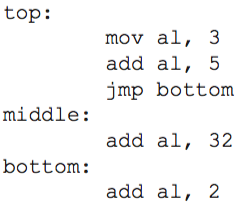 top:
mov al, 3
add al, 5
jmp bottom
middle:
add al, 32
bottom:
add al, 2